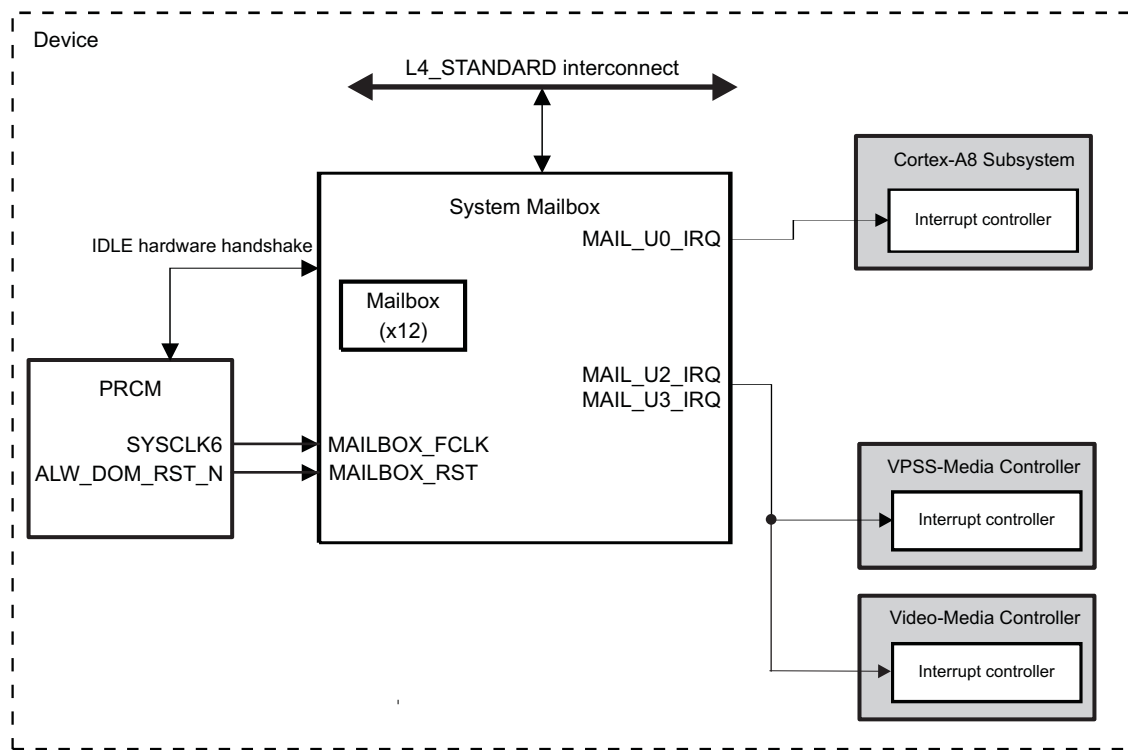 Device
L4_STANDARD interconnect
Cortex-A8 Subsystem
Interrupt controller
System Mailbox
MAIL_U0_IRQ
IDLE hardware handshake
Mailbox
(x12)
MAIL_U2_IRQ
MAIL_U3_IRQ
PRCM
SYSCLK6
ALW_DOM_RST_N
MAILBOX_FCLK
MAILBOX_RST
VPSS-Media Controller
Interrupt controller
Video-Media Controller
Interrupt controller